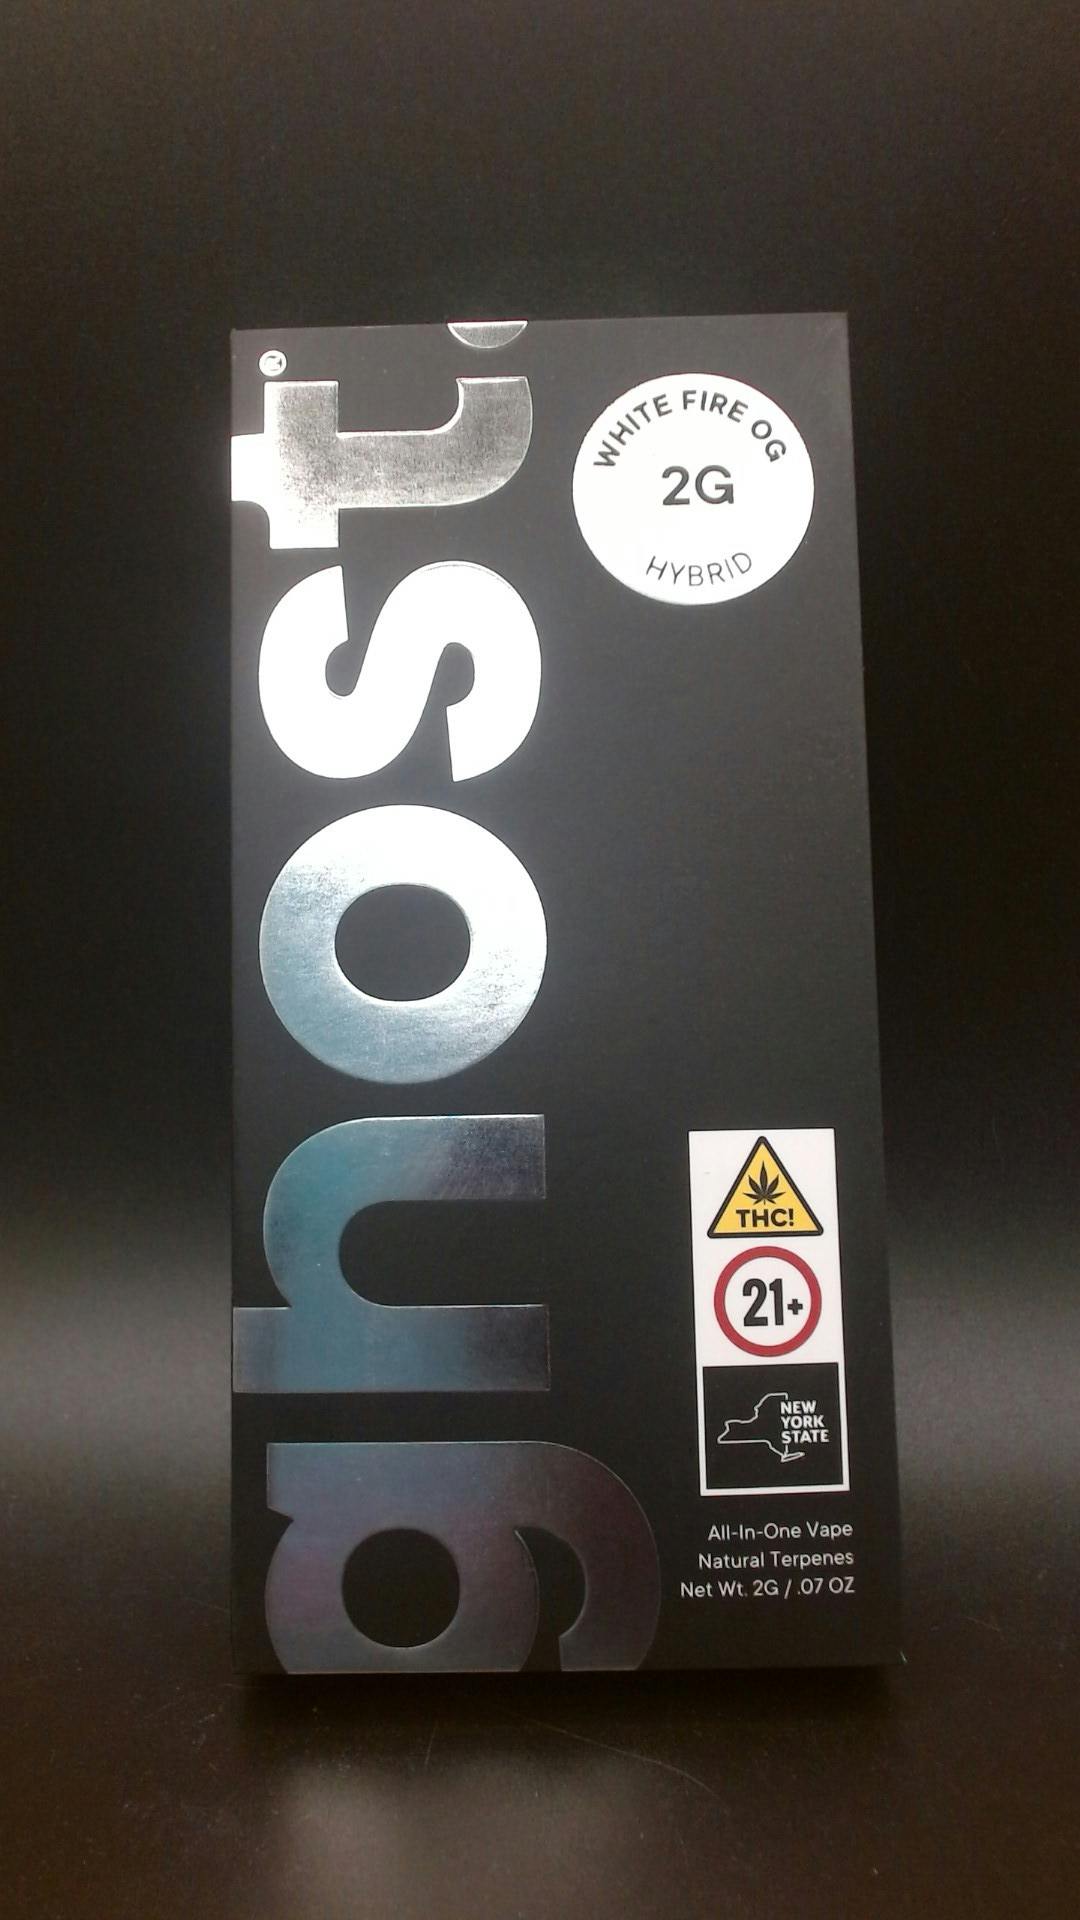 ghost.®
WHITE FIRE OG
2G
HYBRID
THC!
21+
NEW
YORK
STATE
All-In-One Vape
Natural Terpenes
Net Wt. 2G / .07 OZ